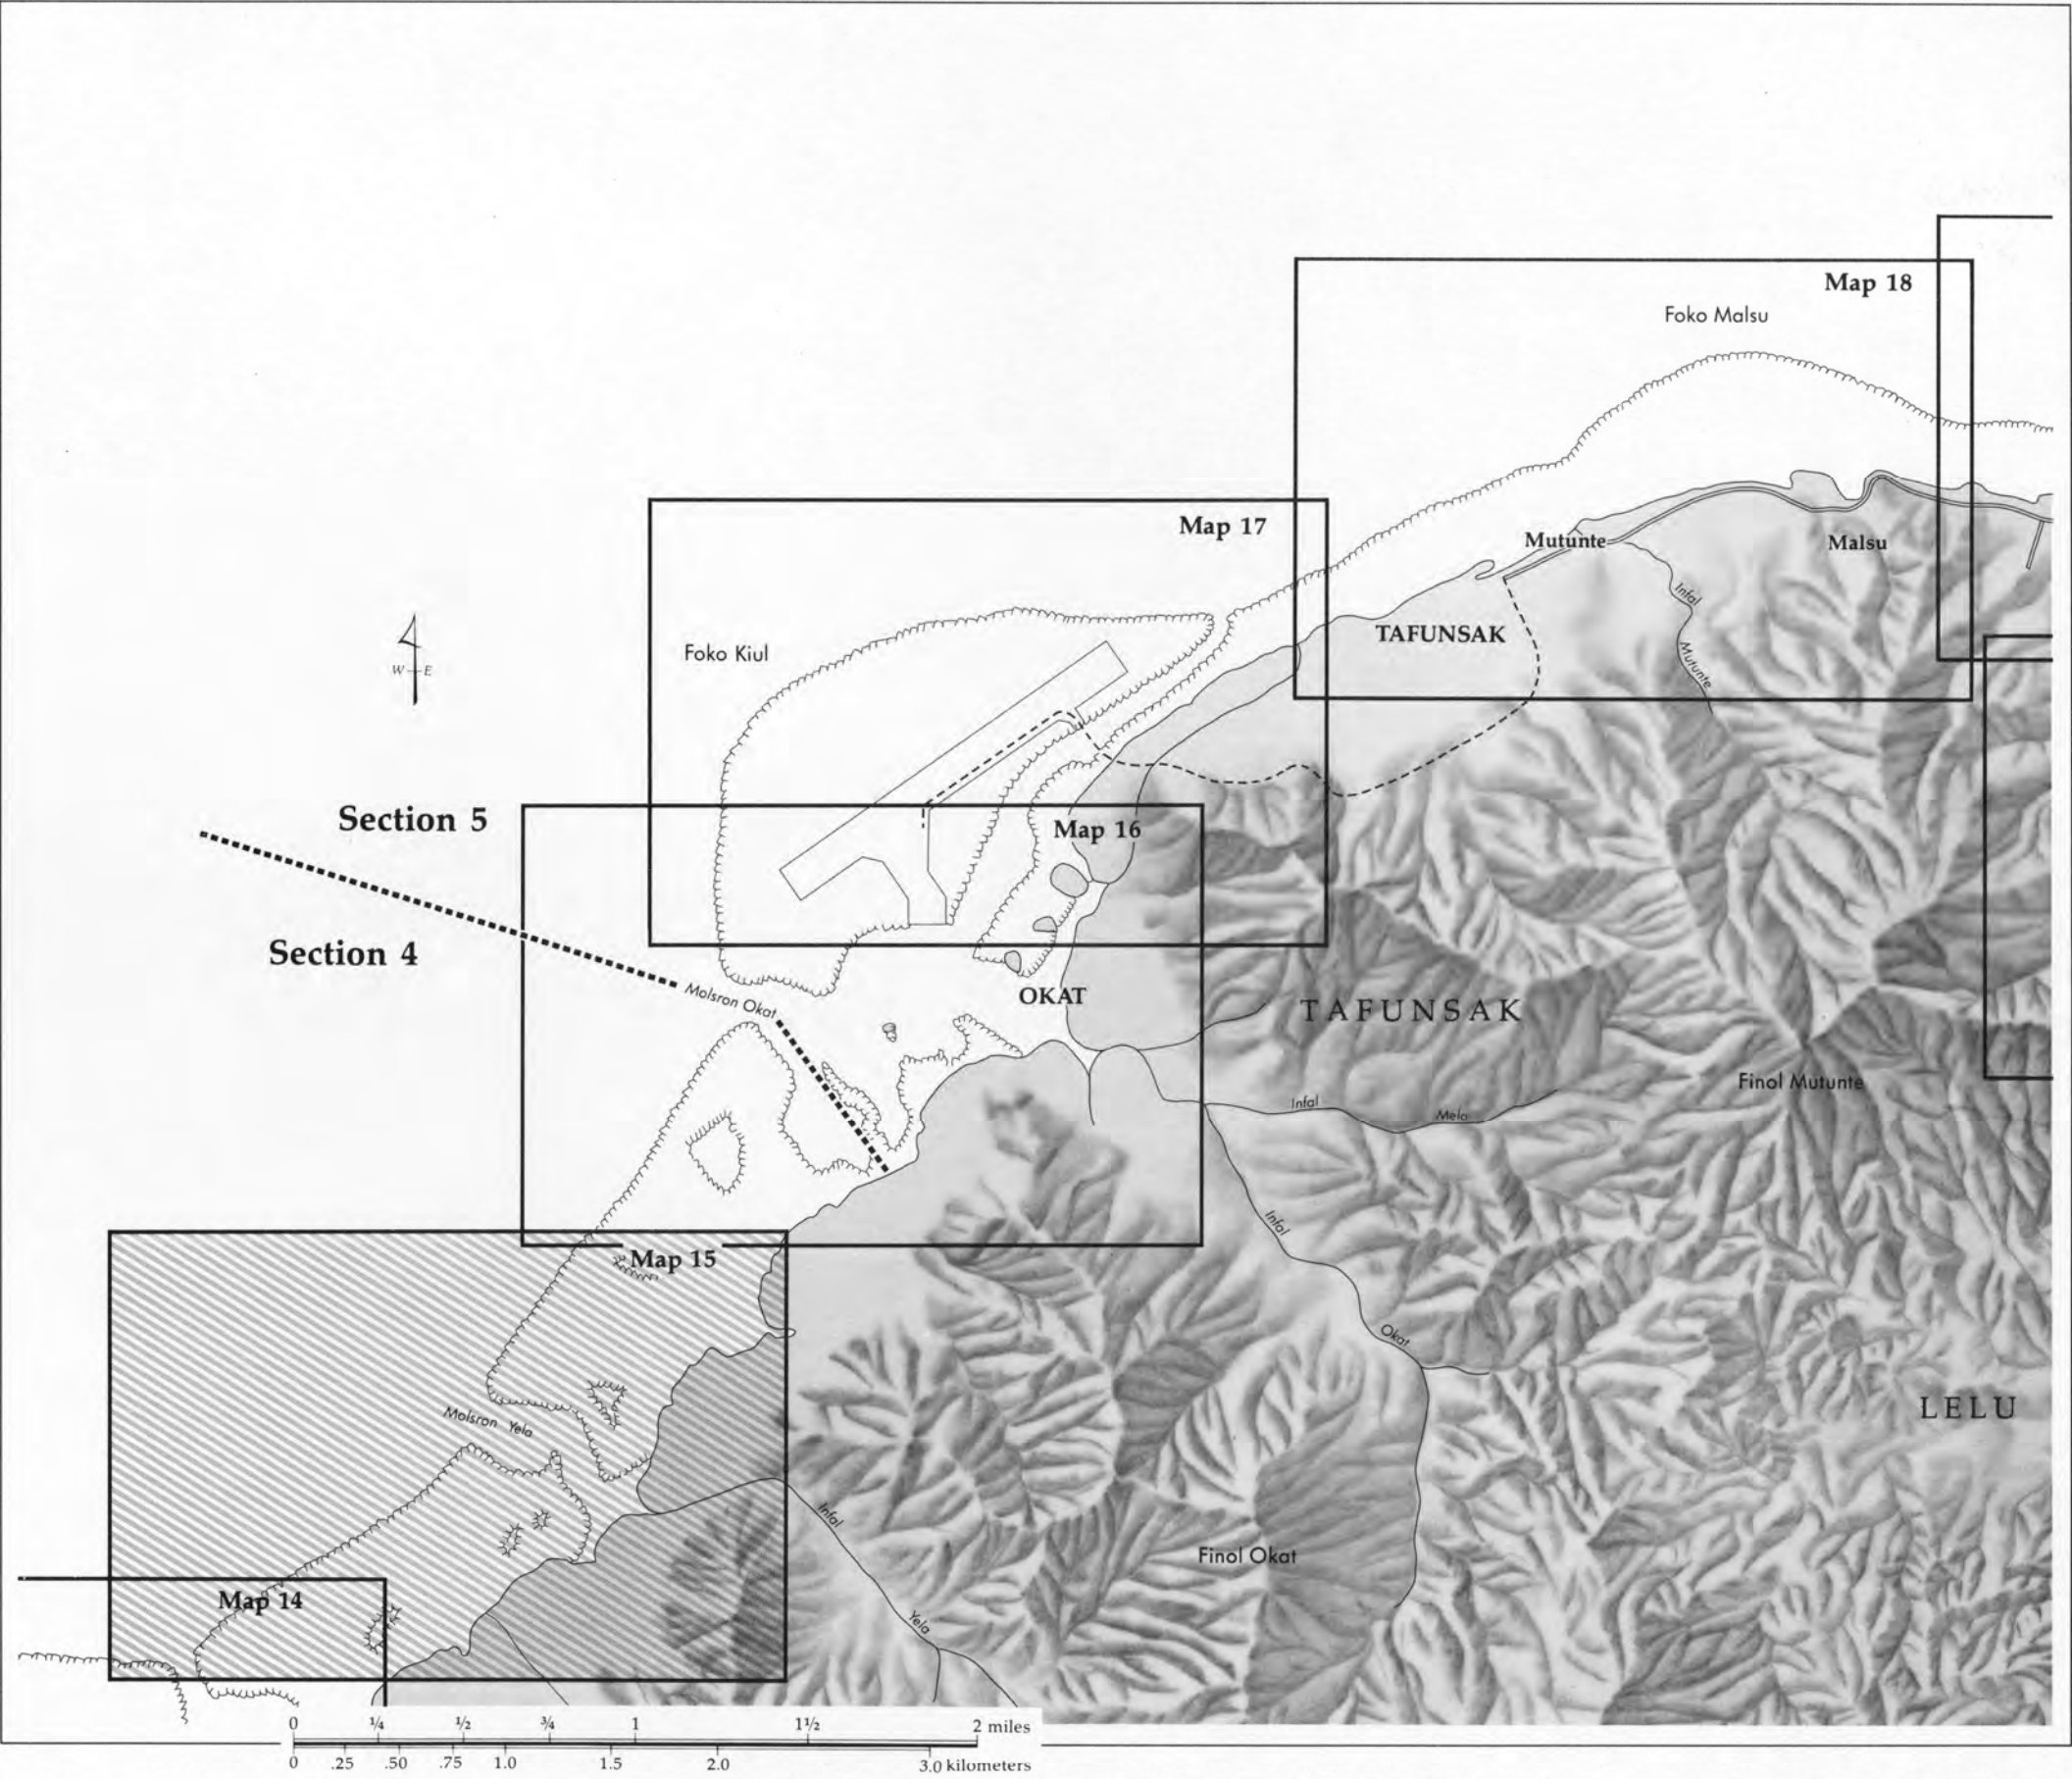 Map 18
Foko Malsu
Map 17
Mutunte
Malsu
Infal
Mutunte
TAFUNSAK
Foko Kiul
W E
Section 5
Map 16
Section 4
Molsron Okat
OKAT
TAFUNSAK
Finol Mutunte
Infal
Mela
Infal
Map 15
Okat
LELU
Molsron Yela
Infal
Finol Okat
Map 14
Yela
0 1/4 1/2 3/4 1 1 1/2 2 miles
0 .25 .50 .75 1.0 1.5 2.0 3.0 kilometers